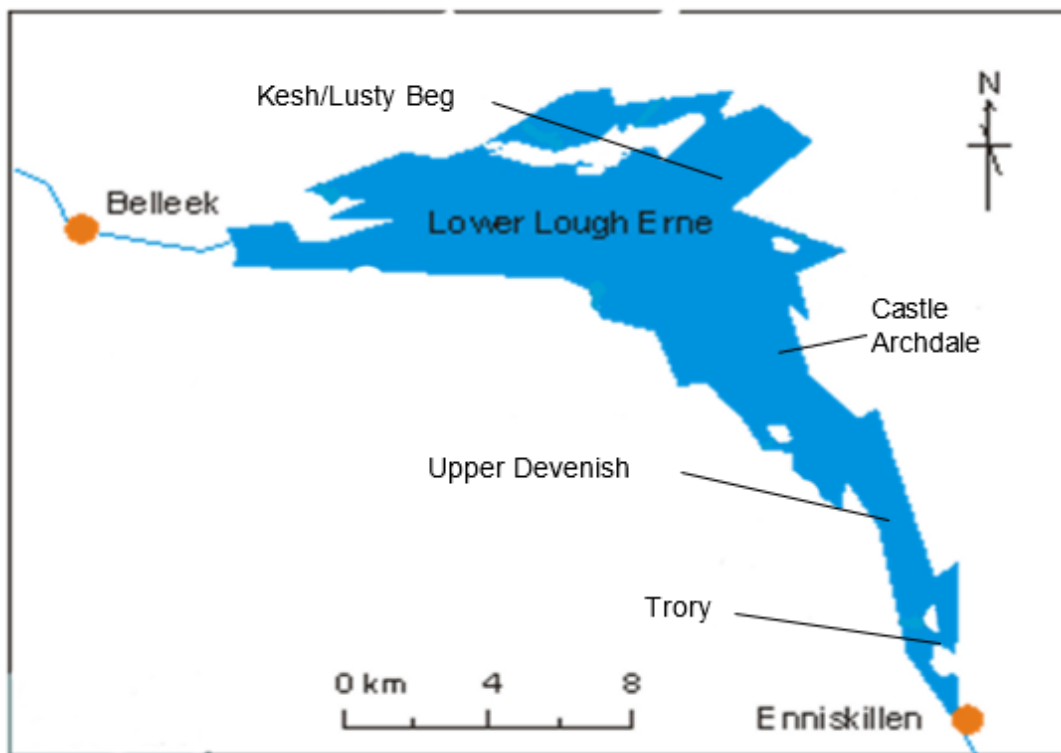 Kesh/Lusty Beg
N
Belleek
Lower Lough Erne
Castle
Archdale
Upper Devenish
Trory
0 km 4 8
Enniskillen